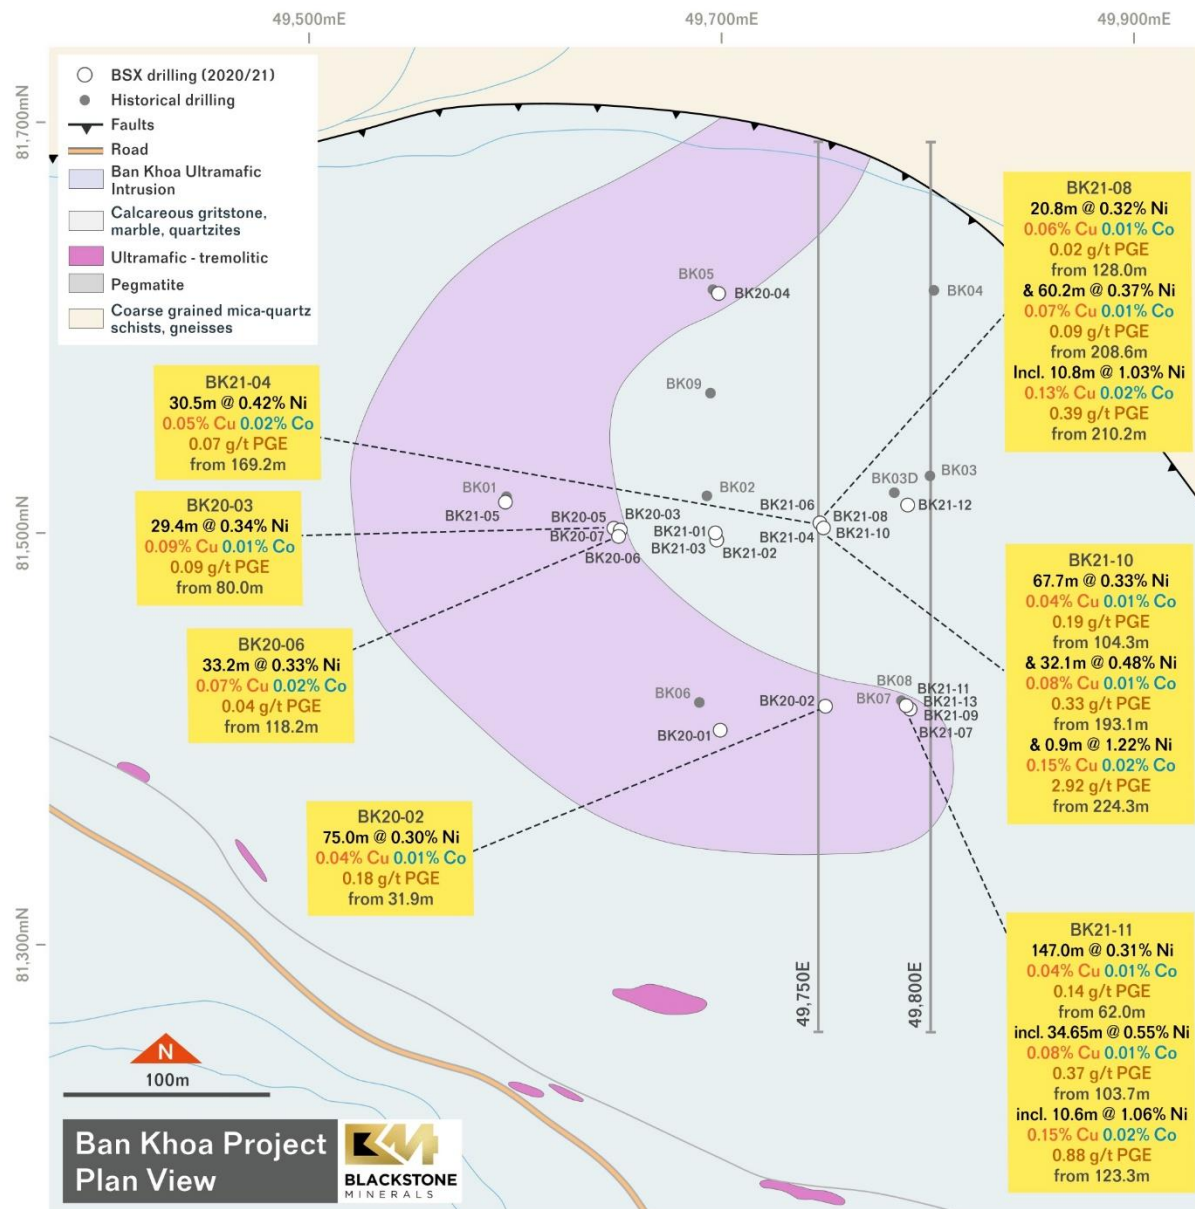 49,500mE
49,700mE
49,900mE
81,700mN
81,500mN
81,300mN
BSX drilling (2020/21)
Historical drilling
Faults
Road
Ban Khoa Ultramafic
Intrusion
Calcareous gritstone,
marble, quartzites
Ultramafic - tremolitic
Pegmatite
Coarse grained mica-quartz
schists, gneisses
BK21-04
30.5m @ 0.42% Ni
0.05% Cu 0.02% Co
0.07 g/t PGE
from 169.2m
BK20-03
29.4m @ 0.34% Ni
0.09% Cu 0.01% Co
0.09 g/t PGE
from 80.0m
BK20-06
33.2m @ 0.33% Ni
0.07% Cu 0.02% Co
0.04 g/t PGE
from 118.2m
BK20-02
75.0m @ 0.30% Ni
0.04% Cu 0.01% Co
0.18 g/t PGE
from 31.9m
BK05
BK20-04
BK04
BK09
BK01
BK21-05
BK02
BK03D
BK03
BK21-12
BK20-05
BK20-03
BK20-07
BK20-06
BK21-01
BK21-03
BK21-02
BK21-06
BK21-08
BK21-04
BK21-10
BK06
BK20-01
BK20-02
BK08
BK07
BK21-11
BK21-13
BK21-09
BK21-07
49,750E
49,800E
BK21-08
20.8m @ 0.32% Ni
0.06% Cu 0.01% Co
0.02 g/t PGE
from 128.0m
& 60.2m @ 0.37% Ni
0.07% Cu 0.01% Co
0.09 g/t PGE
from 208.6m
Incl. 10.8m @ 1.03% Ni
0.13% Cu 0.02% Co
0.39 g/t PGE
from 210.2m
BK21-10
67.7m @ 0.33% Ni
0.04% Cu 0.01% Co
0.19 g/t PGE
from 104.3m
& 32.1m @ 0.48% Ni
0.08% Cu 0.01% Co
0.33 g/t PGE
from 193.1m
& 0.9m @ 1.22% Ni
0.15% Cu 0.02% Co
2.92 g/t PGE
from 224.3m
BK21-11
147.0m @ 0.31% Ni
0.04% Cu 0.01% Co
0.14 g/t PGE
from 62.0m
incl. 34.65m @ 0.55% Ni
0.08% Cu 0.01% Co
0.37 g/t PGE
from 103.7m
incl. 10.6m @ 1.06% Ni
0.15% Cu 0.02% Co
0.88 g/t PGE
from 123.3m
N
100m
Ban Khoa Project
Plan View
BLACKSTONE
MINERALS